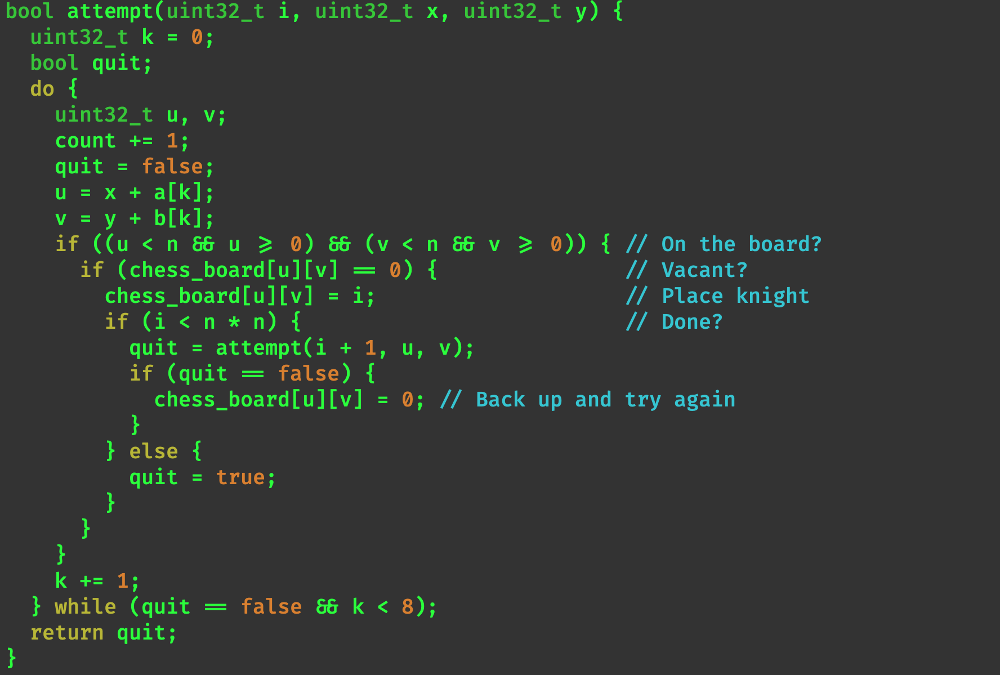 bool attempt(uint32_t i, uint32_t x, uint32_t y) {
  uint32_t k = 0;
  bool quit;
  do {
    uint32_t u, v;
    count += 1;
    quit = false;
    u = x + a[k];
    v = y + b[k];
    if ((u < n && u >= 0) && (v < n && v >= 0)) { // On the board?
      if (chess_board[u][v] == 0) {               // Vacant?
        chess_board[u][v] = i;                    // Place knight
        if (i < n * n) {                          // Done?
          quit = attempt(i + 1, u, v);
          if (quit == false) {
            chess_board[u][v] = 0; // Back up and try again
          }
        } else {
          quit = true;
        }
      }
    }
    k += 1;
  } while (quit == false && k < 8);
  return quit;
}